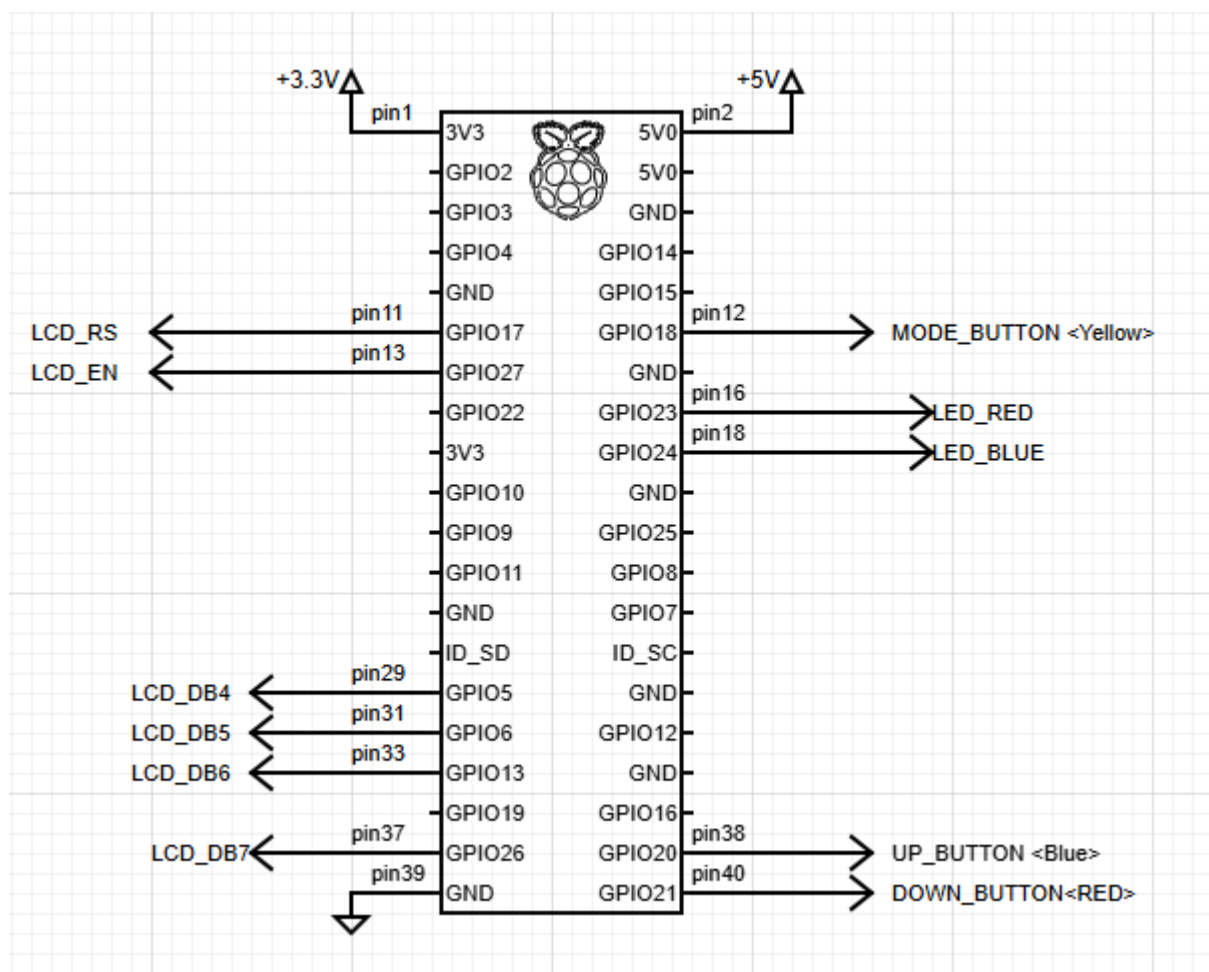 +3.3V +5V
pin1 pin2
3V3 5V0
GPIO2 5V0
GPIO3 GND
GPIO4 GPIO14
GND GPIO15
pin11 pin12
LCD_RS GPIO17 GPIO18 MODE_BUTTON <Yellow>
pin13
LCD_EN GPIO27 GND
pin16
GPIO22 GPIO23 LED_RED
pin18
3V3 GPIO24 LED_BLUE
GPIO10 GND
GPIO9 GPIO25
GPIO11 GPIO8
GND GPIO7
ID_SD ID_SC
pin29
LCD_DB4 GPIO5 GND
pin31
LCD_DB5 GPIO6 GPIO12
pin33
LCD_DB6 GPIO13 GND
GPIO19 GPIO16
pin37 pin38
LCD_DB7 GPIO26 GPIO20 UP_BUTTON <Blue>
pin39 pin40
GND GPIO21 DOWN_BUTTON<RED>